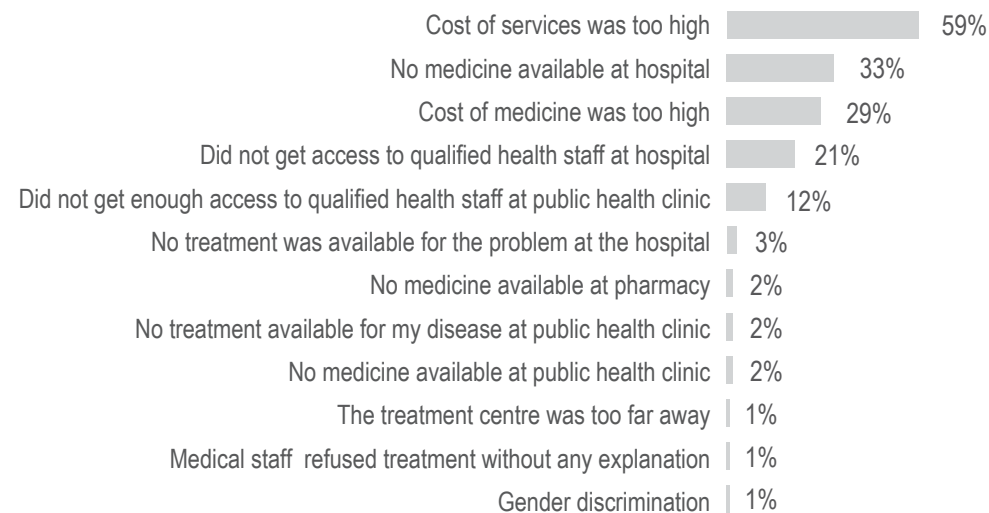 Cost of services was too high 59%
No medicine available at hospital 33%
Cost of medicine was too high 29%
Did not get access to qualified health staff at hospital 21%
Did not get enough access to qualified health staff at public health clinic 12%
No treatment was available for the problem at the hospital 3%
No medicine available at pharmacy 2%
No treatment available for my disease at public health clinic 2%
No medicine available at public health clinic 2%
The treatment centre was too far away 1%
Medical staff refused treatment without any explanation 1%
Gender discrimination 1%